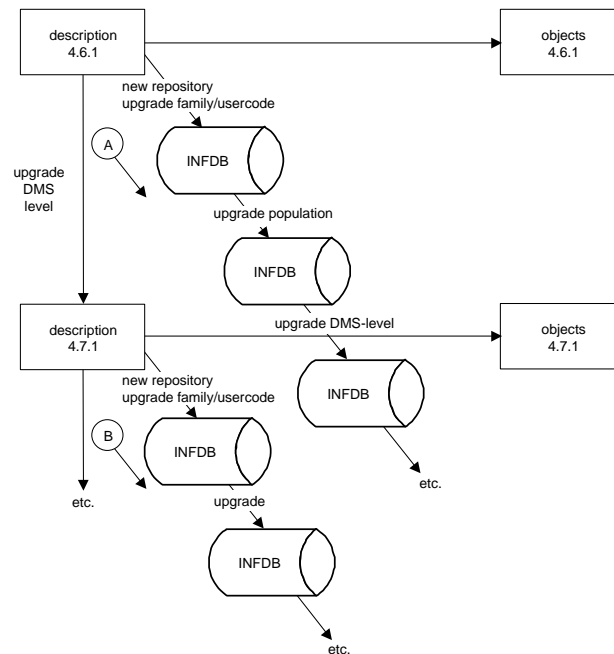 description
4.6.1
objects
4.6.1
new repository
upgrade family/usercode
A
INFDB
upgrade
DMS
level
upgrade population
INFDB
description
4.7.1
upgrade DMS-level
objects
4.7.1
INFDB
new repository
upgrade family/usercode
B
INFDB
etc.
etc.
upgrade
INFDB
etc.